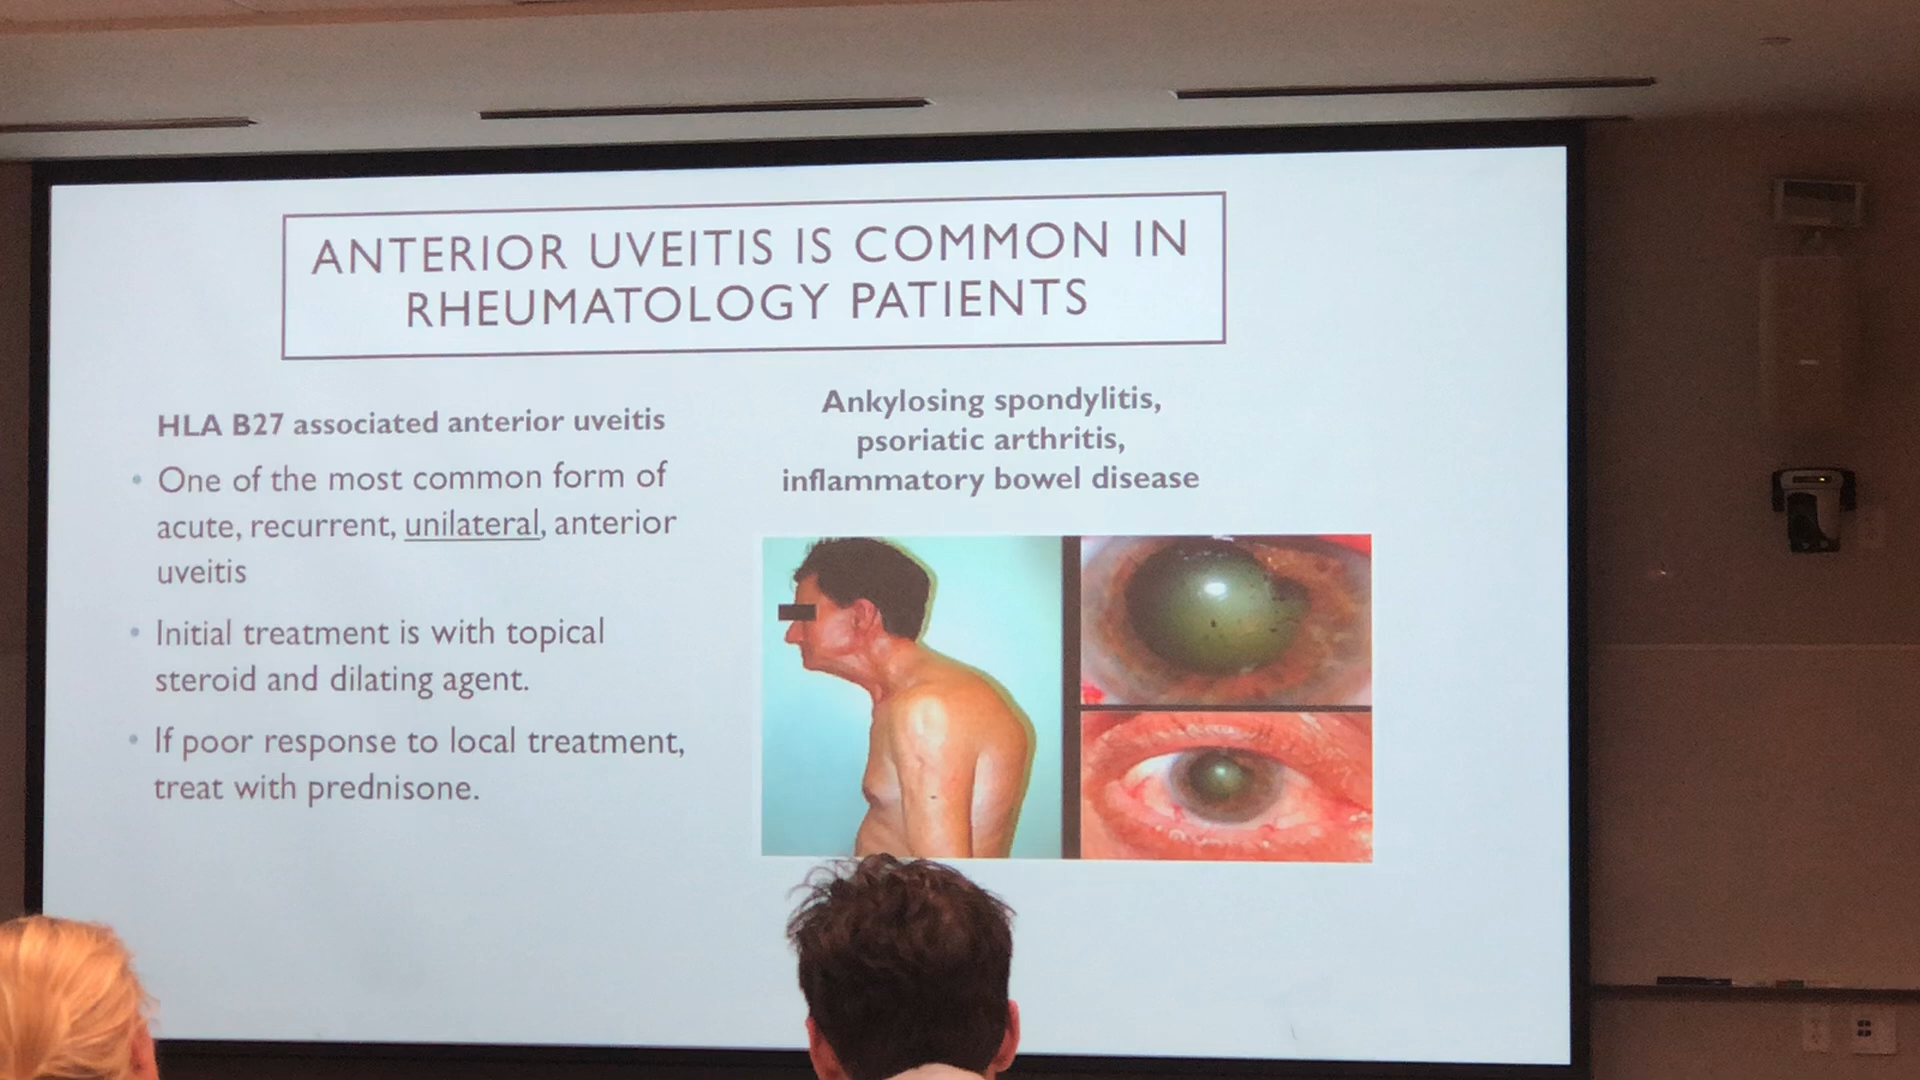 ANTERIOR UVEITIS IS COMMON IN
RHEUMATOLOGY PATIENTS
HLA B27 associated anterior uveitis
• One of the most common form of
acute, recurrent, unilateral, anterior
uveitis
• Initial treatment is with topical
steroid and dilating agent.
• If poor response to local treatment,
treat with prednisone.
Ankylosing spondylitis,
psoriatic arthritis,
inflammatory bowel disease